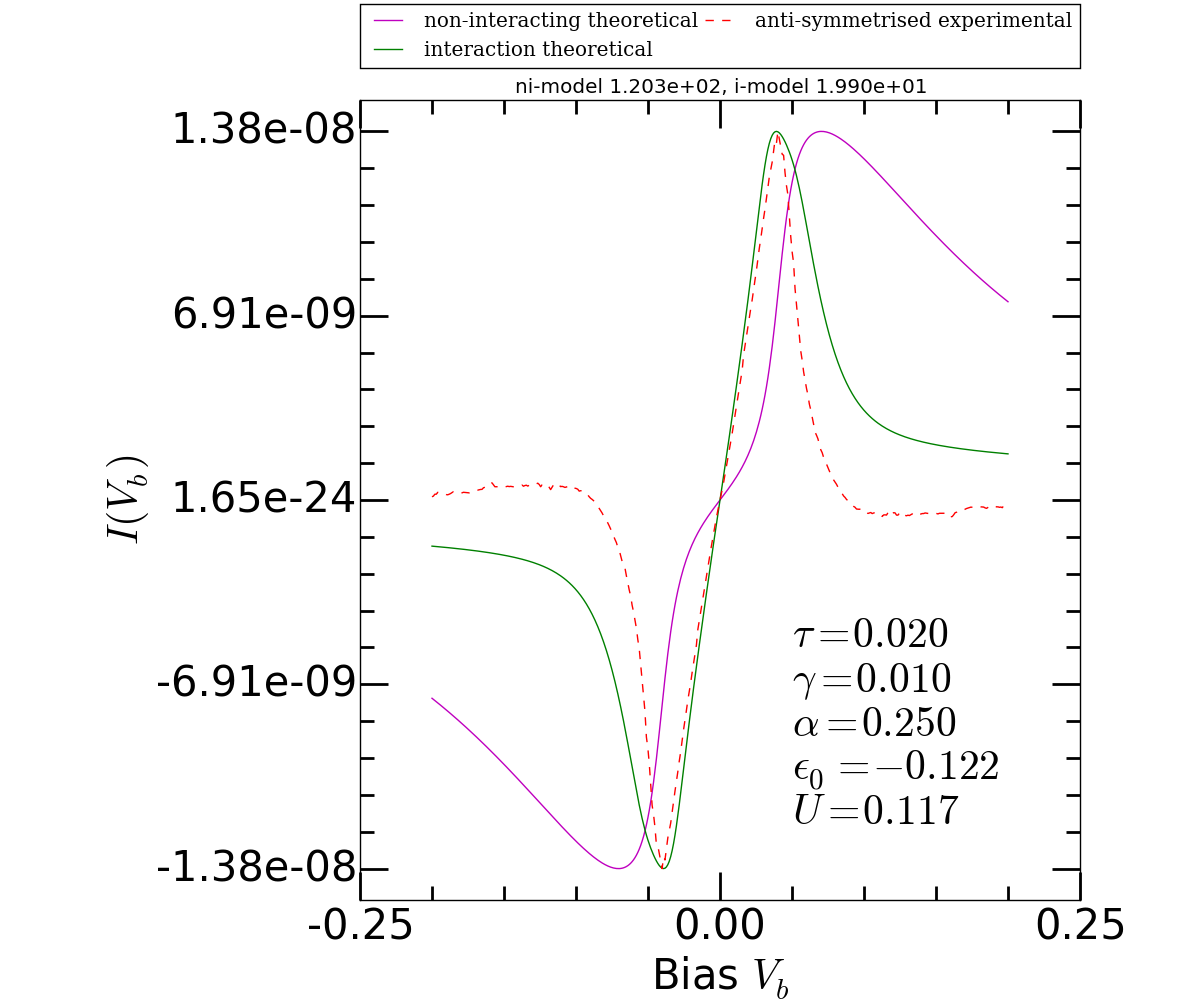 non-interacting theoretical
anti-symmetrised experimental
interaction theoretical
ni-model 1.203e+02, i-model 1.990e+01
1.38e-08
6.91e-09
1.65e-24
-6.91e-09
-1.38e-08
I(V_b)
τ=0.020
γ=0.010
α=0.250
ϵ_0 =−0.122
U=0.117
-0.25 0.00 0.25
Bias V_b